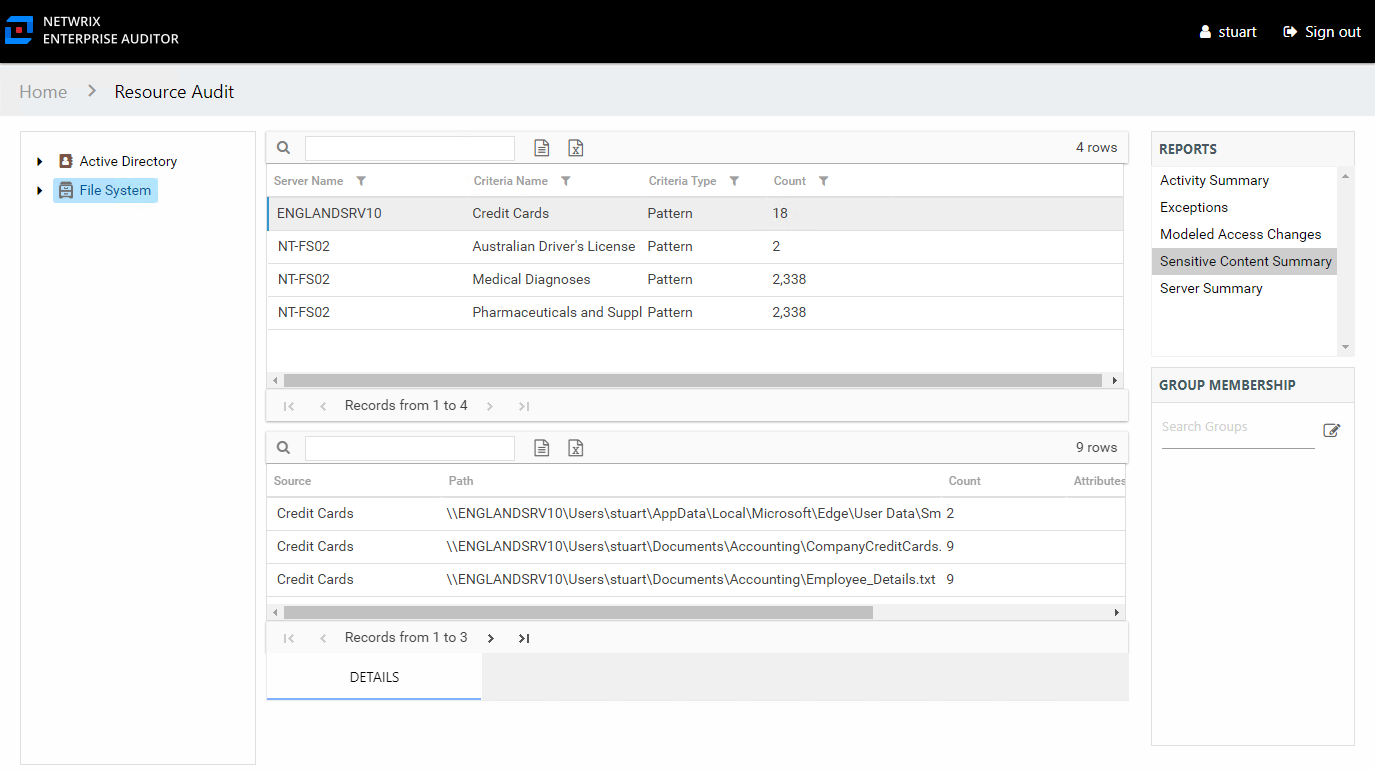 NETWRIX
ENTERPRISE AUDITOR
stuart
Sign out
Home
Resource Audit
Active Directory
File System
4 rows
Server Name Criteria Name Criteria Type Count
ENGLANDSRV10 Credit Cards Pattern 18
NT-FS02 Australian Driver's License Pattern 2
NT-FS02 Medical Diagnoses Pattern 2,338
NT-FS02 Pharmaceuticals and Suppl Pattern 2,338
Records from 1 to 4
9 rows
Source Path Count Attributes
Credit Cards \\ENGLANDSRV10\Users\stuart\AppData\Local\Microsoft\Edge\User Data\Sm 2
Credit Cards \\ENGLANDSRV10\Users\stuart\Documents\Accounting\CompanyCreditCards. 9
Credit Cards \\ENGLANDSRV10\Users\stuart\Documents\Accounting\Employee_Details.txt 9
Records from 1 to 3
DETAILS
REPORTS
Activity Summary
Exceptions
Modeled Access Changes
Sensitive Content Summary
Server Summary
GROUP MEMBERSHIP
Search Groups